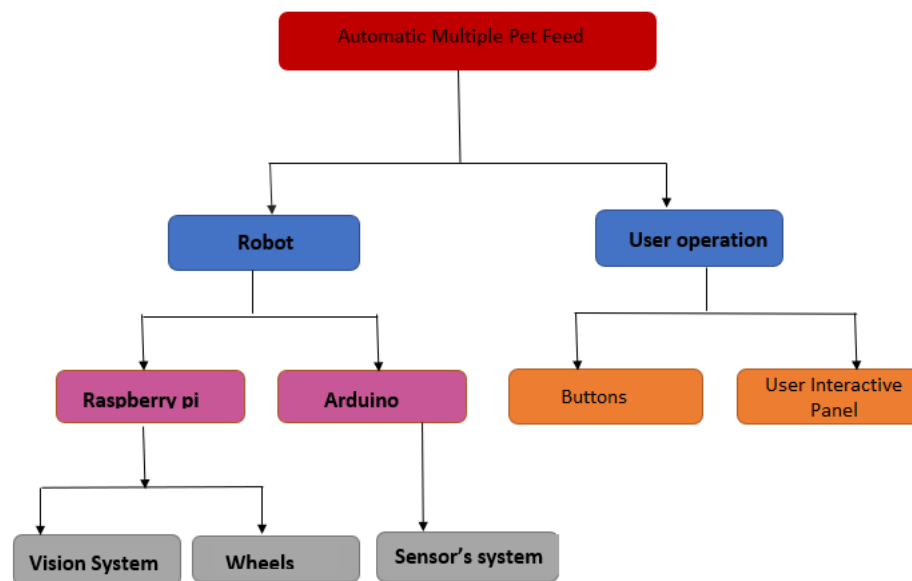 Automatic Multiple Pet Feed
Robot
User operation
Raspberry pi
Arduino
Buttons
User Interactive
Panel
Vision System
Wheels
Sensor's system